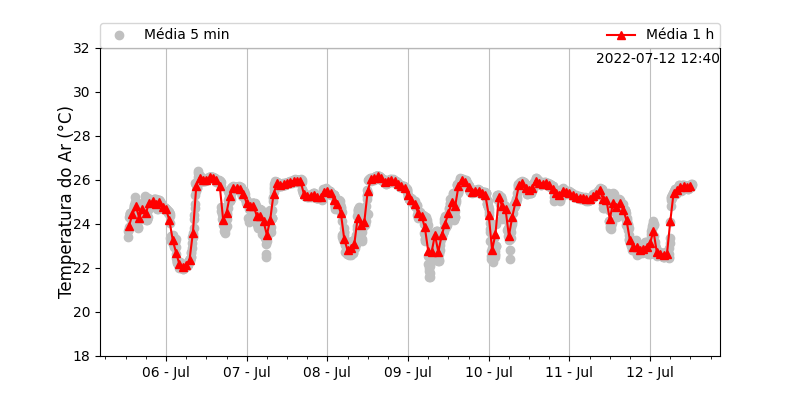 Média 5 min
Média 1 h
2022-07-12 12:40
Temperatura do Ar (°C)
32
30
28
26
24
22
20
18
06 - Jul
07 - Jul
08 - Jul
09 - Jul
10 - Jul
11 - Jul
12 - Jul